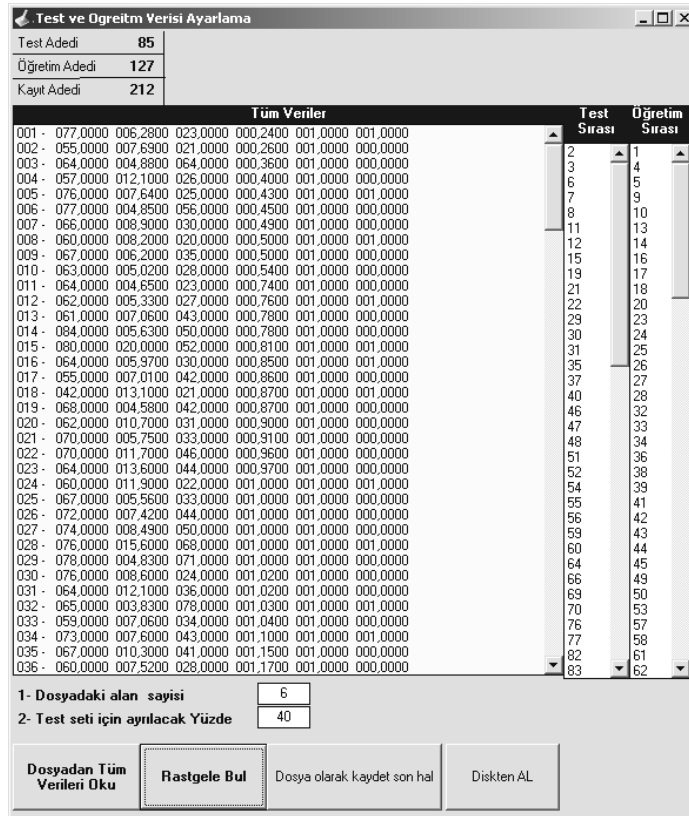 Test ve Ogreitm Verisi Ayarlama
Test Adedi 85
Öğretim Adedi 127
Kayıt Adedi 212
Tüm Veriler
001 - 077,0000 006,2800 023,0000 000,2400 001,0000 001,0000
002 - 055,0000 007,6900 021,0000 000,2600 001,0000 000,0000
003 - 064,0000 004,8800 064,0000 000,3600 001,0000 000,0000
004 - 057,0000 012,1000 026,0000 000,4000 001,0000 000,0000
005 - 076,0000 007,6400 025,0000 000,4300 001,0000 001,0000
006 - 077,0000 004,8500 056,0000 000,4500 001,0000 000,0000
007 - 066,0000 008,9000 030,0000 000,4900 001,0000 000,0000
008 - 060,0000 008,2000 020,0000 000,5000 001,0000 001,0000
009 - 067,0000 006,2000 035,0000 000,5000 001,0000 000,0000
010 - 063,0000 005,0200 028,0000 000,5400 001,0000 000,0000
011 - 064,0000 004,6500 023,0000 000,7400 001,0000 000,0000
012 - 062,0000 005,3300 027,0000 000,7600 001,0000 001,0000
013 - 061,0000 007,0600 043,0000 000,7800 001,0000 000,0000
014 - 084,0000 005,6300 050,0000 000,7800 001,0000 000,0000
015 - 080,0000 020,0000 052,0000 000,8100 001,0000 001,0000
016 - 064,0000 005,9700 030,0000 000,8500 001,0000 001,0000
017 - 055,0000 007,0100 042,0000 000,8600 001,0000 000,0000
018 - 042,0000 013,1000 021,0000 000,8700 001,0000 001,0000
019 - 068,0000 004,5800 042,0000 000,8700 001,0000 000,0000
020 - 062,0000 010,7000 031,0000 000,9000 001,0000 000,0000
021 - 070,0000 005,7500 033,0000 000,9100 001,0000 000,0000
022 - 070,0000 011,7000 046,0000 000,9600 001,0000 000,0000
023 - 064,0000 013,6000 044,0000 000,9700 001,0000 000,0000
024 - 060,0000 011,9000 022,0000 001,0000 001,0000 001,0000
025 - 067,0000 005,5600 033,0000 001,0000 001,0000 000,0000
026 - 072,0000 007,4200 044,0000 001,0000 001,0000 000,0000
027 - 074,0000 008,4900 050,0000 001,0000 001,0000 000,0000
028 - 076,0000 015,6000 068,0000 001,0000 001,0000 001,0000
029 - 078,0000 004,8300 071,0000 001,0000 001,0000 000,0000
030 - 076,0000 008,6000 024,0000 001,0200 001,0000 000,0000
031 - 064,0000 012,1000 036,0000 001,0200 001,0000 000,0000
032 - 065,0000 003,8300 078,0000 001,0300 001,0000 001,0000
033 - 059,0000 007,0600 034,0000 001,0400 001,0000 000,0000
034 - 073,0000 007,6000 043,0000 001,1000 001,0000 001,0000
035 - 067,0000 010,3000 041,0000 001,1500 001,0000 000,0000
036 - 060,0000 007,5200 028,0000 001,1700 001,0000 000,0000
Test
Sırası
2
3
6
7
8
11
12
15
19
21
22
29
30
31
35
37
40
46
47
48
51
52
54
55
56
59
60
64
66
69
70
76
77
82
83
Öğretim
Sırası
1
4
5
9
10
13
14
16
17
18
20
23
24
25
26
27
28
32
33
34
36
38
39
41
42
43
44
45
49
50
53
57
58
61
62
1- Dosyadaki alan sayisi 6
2- Test seti için ayrılacak Yüzde 40
Dosyadan Tüm
Verileri Oku
Rastgele Bul
Dosya olarak kaydet son hal
Diskten AL